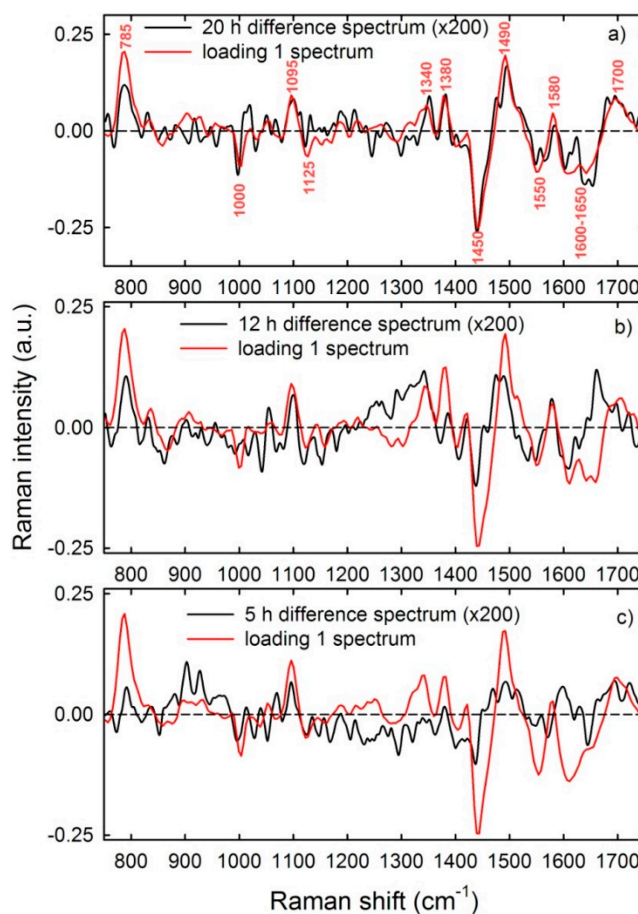 0.25
0.00
-0.25
785
20 h difference spectrum (x200)
loading 1 spectrum
a)
1000
1095
1125
1340
1380
1450
1490
1550
1580
1600-1650
1700
800 900 1000 1100 1200 1300 1400 1500 1600 1700
0.25
0.00
-0.25
12 h difference spectrum (x200)
loading 1 spectrum
b)
800 900 1000 1100 1200 1300 1400 1500 1600 1700
0.25
0.00
-0.25
5 h difference spectrum (x200)
loading 1 spectrum
c)
800 900 1000 1100 1200 1300 1400 1500 1600 1700
Raman intensity (a.u.)
Raman shift (cm⁻¹)